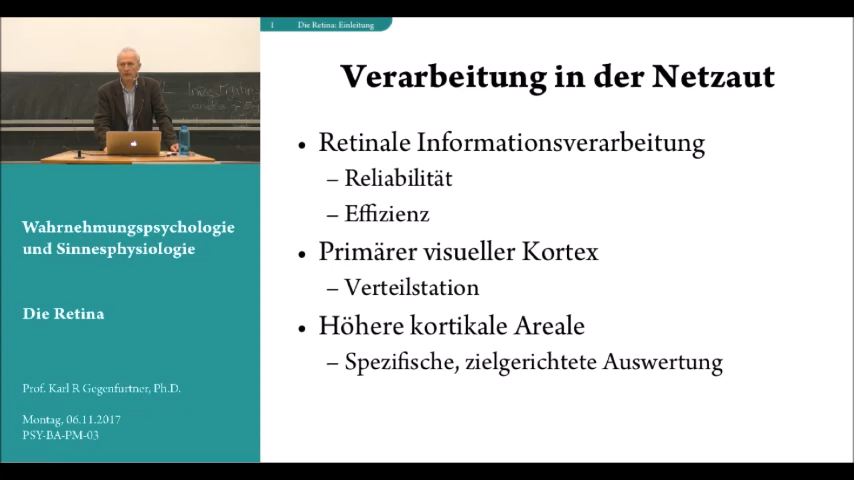 1 Die Retina: Einleitung
Verarbeitung in der Netzaut
• Retinale Informationsverarbeitung
– Reliabilität
– Effizienz
• Primärer visueller Kortex
– Verteilstation
• Höhere kortikale Areale
– Spezifische, zielgerichtete Auswertung
Wahrnehmungspsychologie
und Sinnesphysiologie
Die Retina
Prof. Karl R Gegenfurtner, Ph.D.
Montag, 06.11.2017
PSY-BA-PM-03